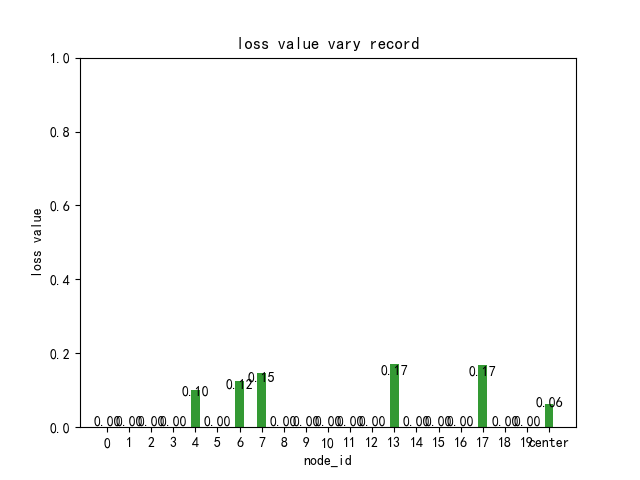 loss value vary record
1.0
0.8
0.6
0.4
0.2
0.0
loss value
0.00 0.00 0.00 0.00 0.10 0.00 0.12 0.15 0.00 0.00 0.00 0.00 0.00 0.17 0.00 0.00 0.00 0.17 0.00 0.00 0.06
0 1 2 3 4 5 6 7 8 9 10 11 12 13 14 15 16 17 18 19 center
node_id